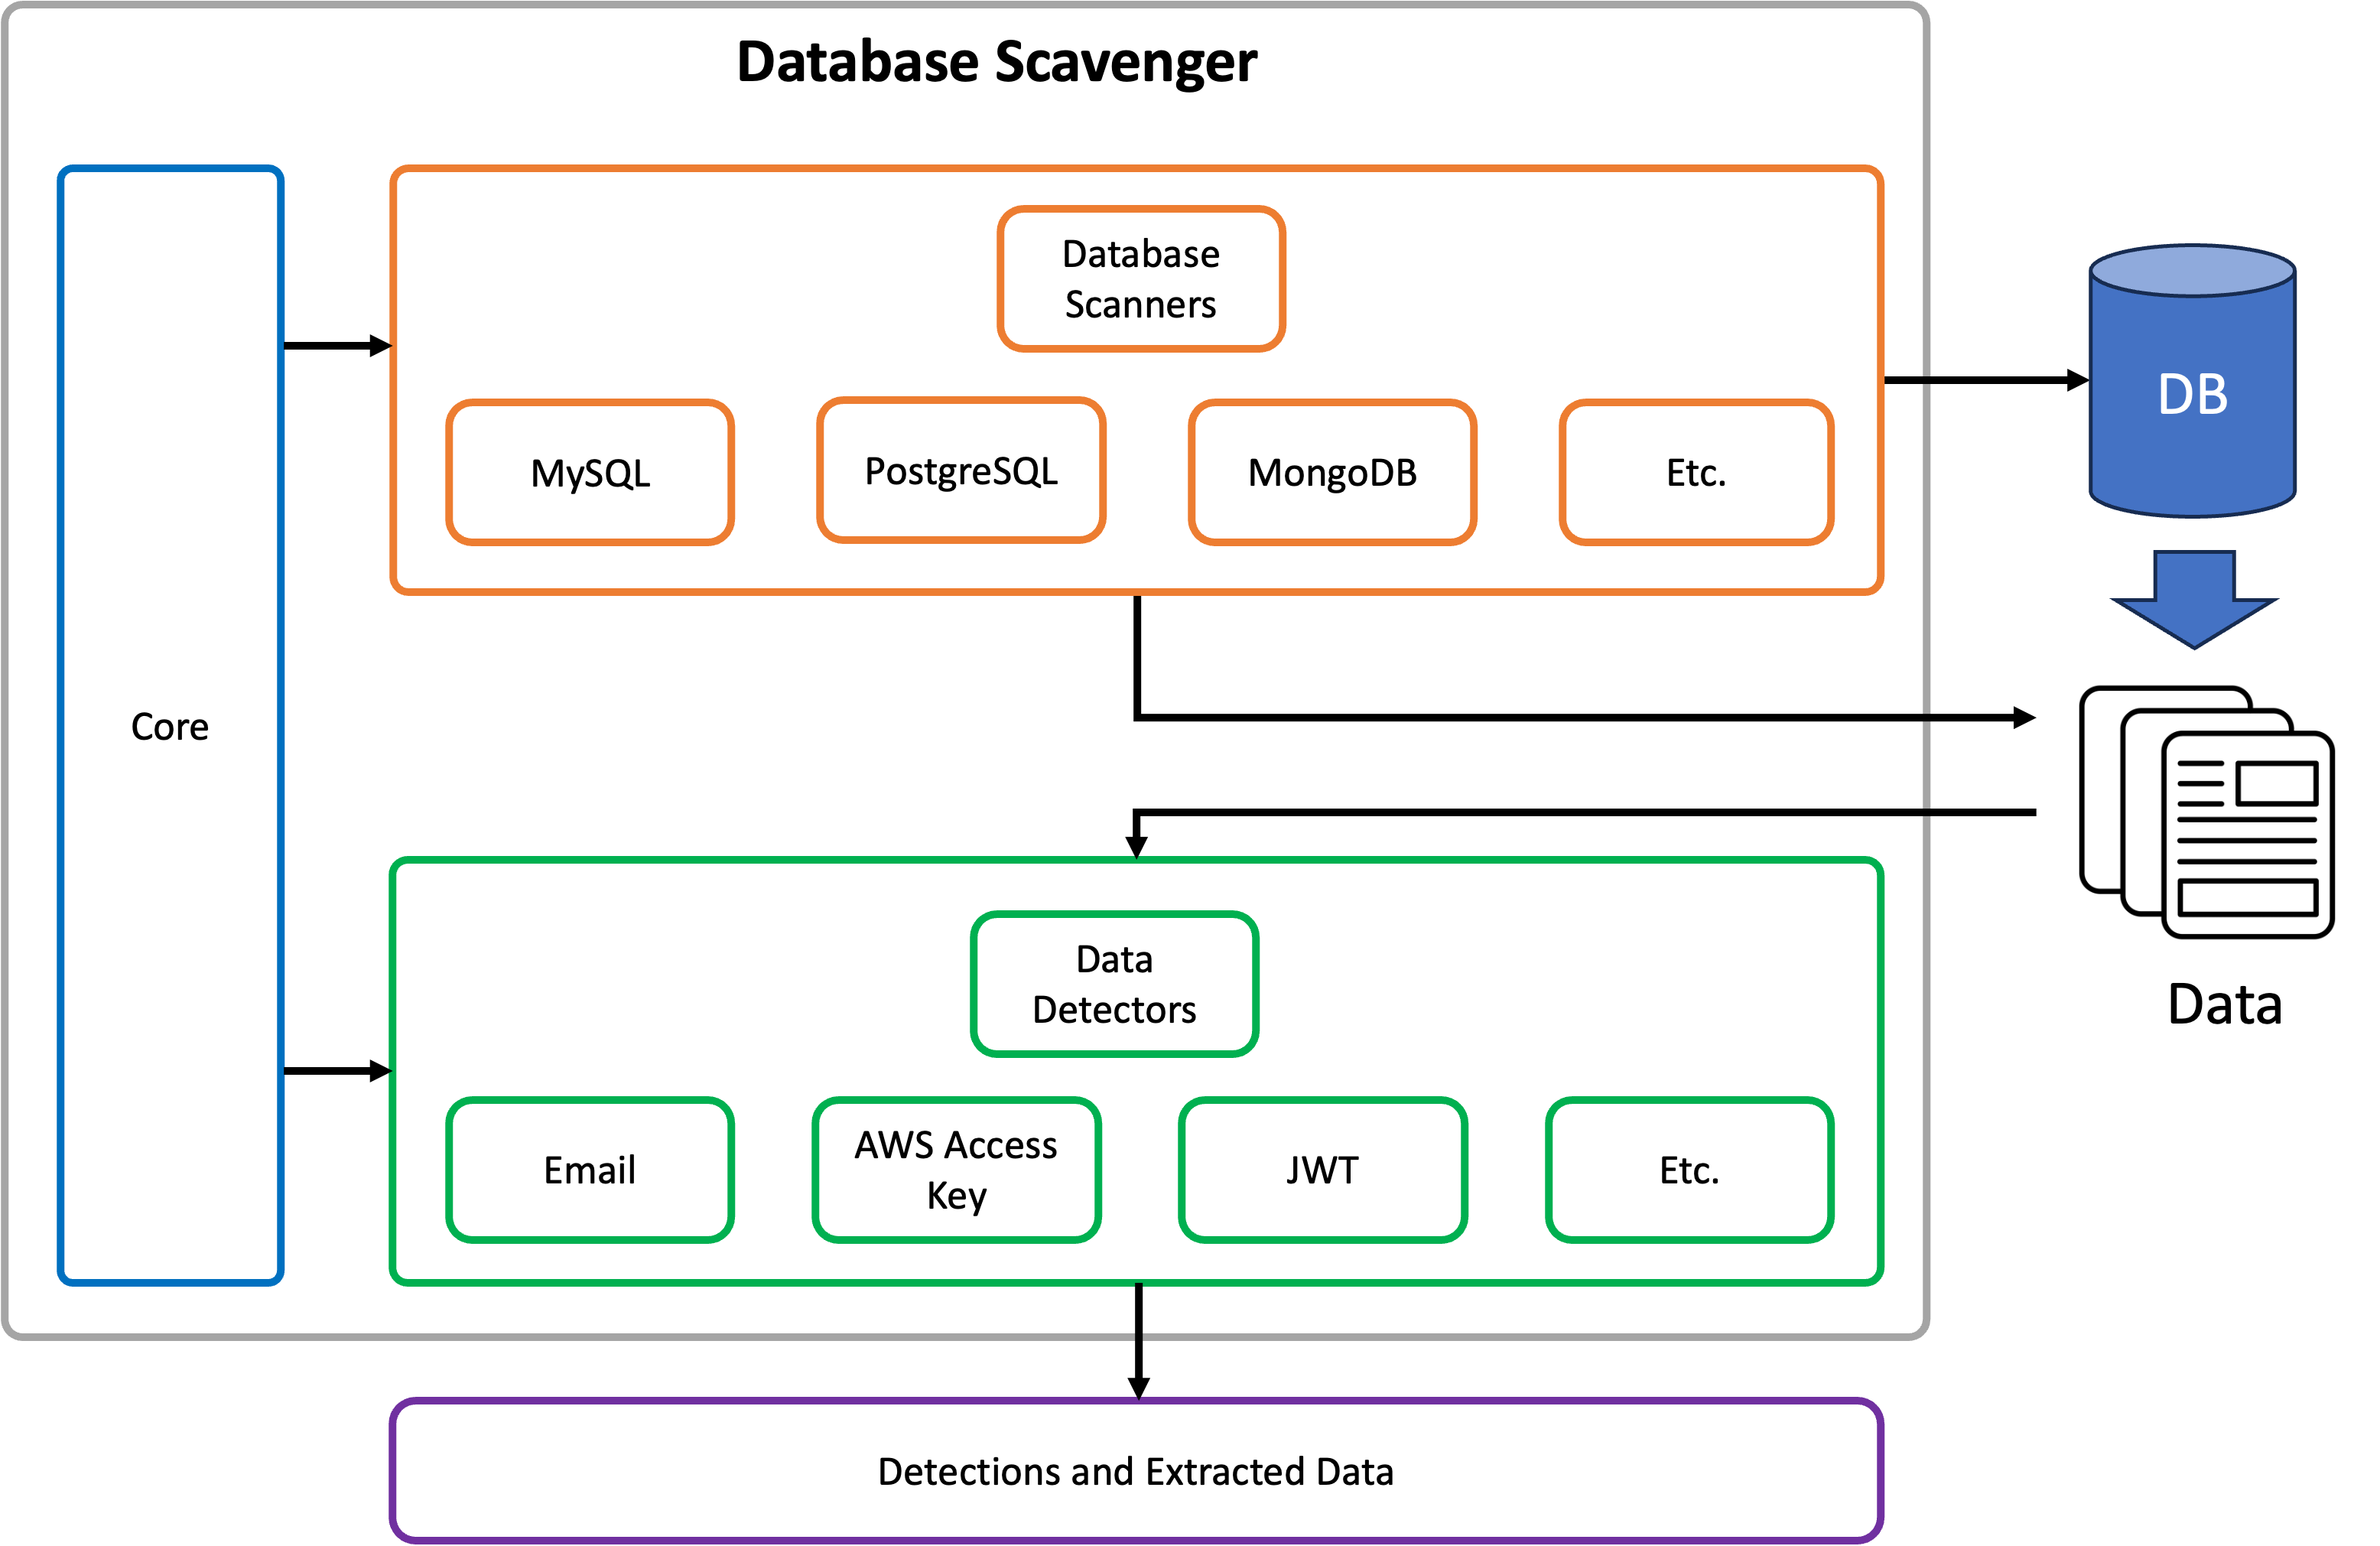 Database Scavenger
Database
Scanners
MySQL
PostgreSQL
MongoDB
Etc.
DB
Core
Data
Data
Detectors
Email
AWS Access
Key
JWT
Etc.
Detections and Extracted Data